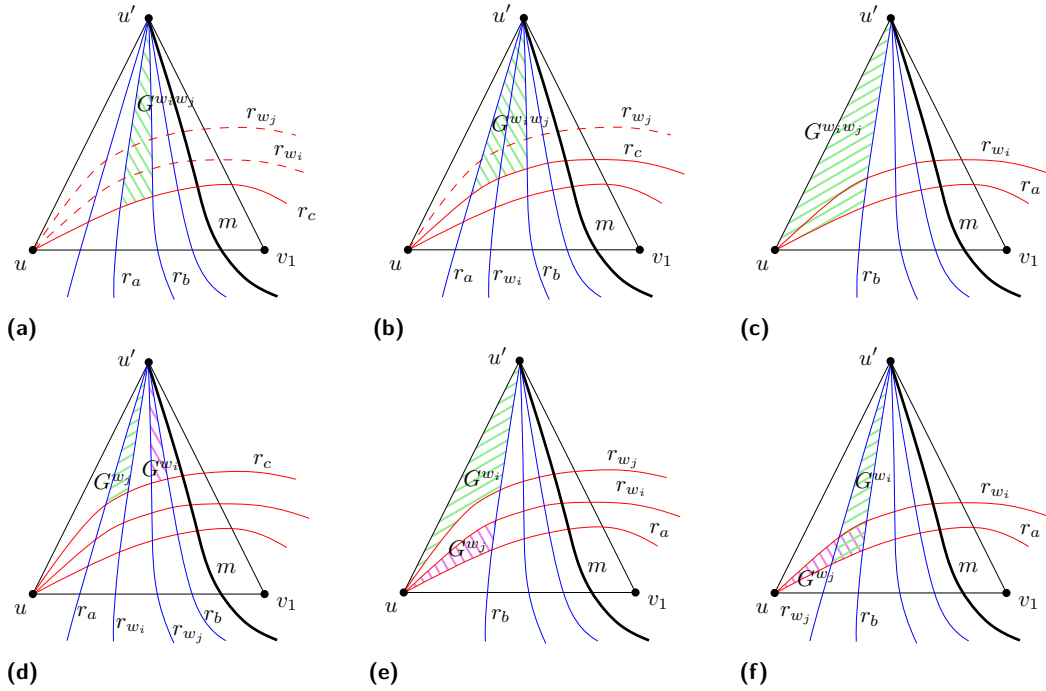 u′ u′ u′
G^{w_i w_j} r_{w_j} r_{w_i} r_c m u v_1 r_a r_b
G^{w_i w_j} r_{w_j} r_c m u v_1 r_a r_{w_i} r_b
G^{w_i w_j} r_{w_i} r_a m u v_1 r_b
(a) (b) (c)
u′ u′ u′
r_c G^{w_j} G^{w_i} m u v_1 r_a r_{w_i} r_{w_j} r_b
r_{w_j} G^{w_i} r_{w_i} G^{w_j} r_a m u v_1 r_b
G^{w_i} r_{w_i} r_a G^{w_j} m u v_1 r_{w_j} r_b
(d) (e) (f)